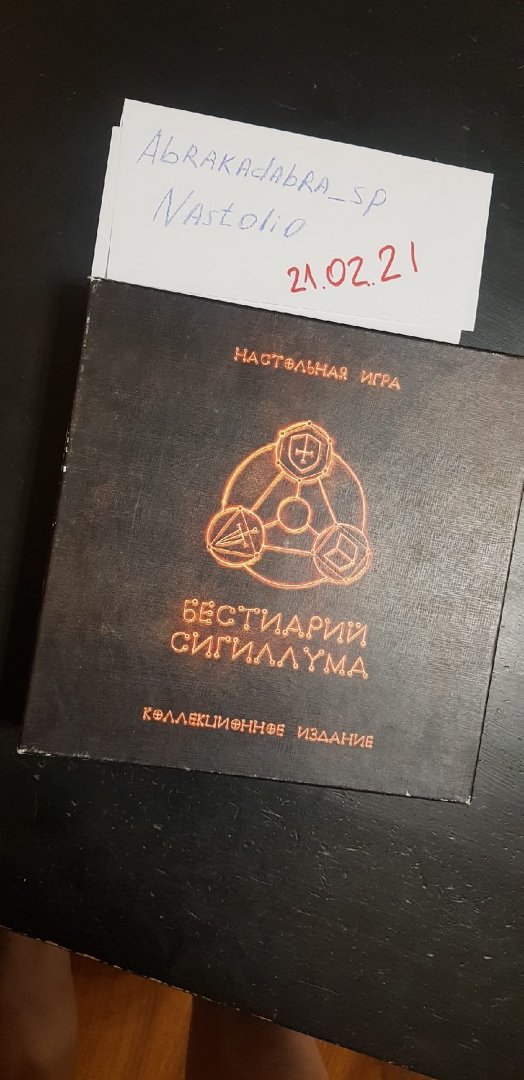 AbRAKAdAbRA_sp
NAstolio
21.02.21
НАСТОЛЬНАЯ ИГРА
БЕСТИАРИЙ
СИГИЛЛУМА
КОЛЛЕКЦИОННОЕ ИЗДАНИЕ